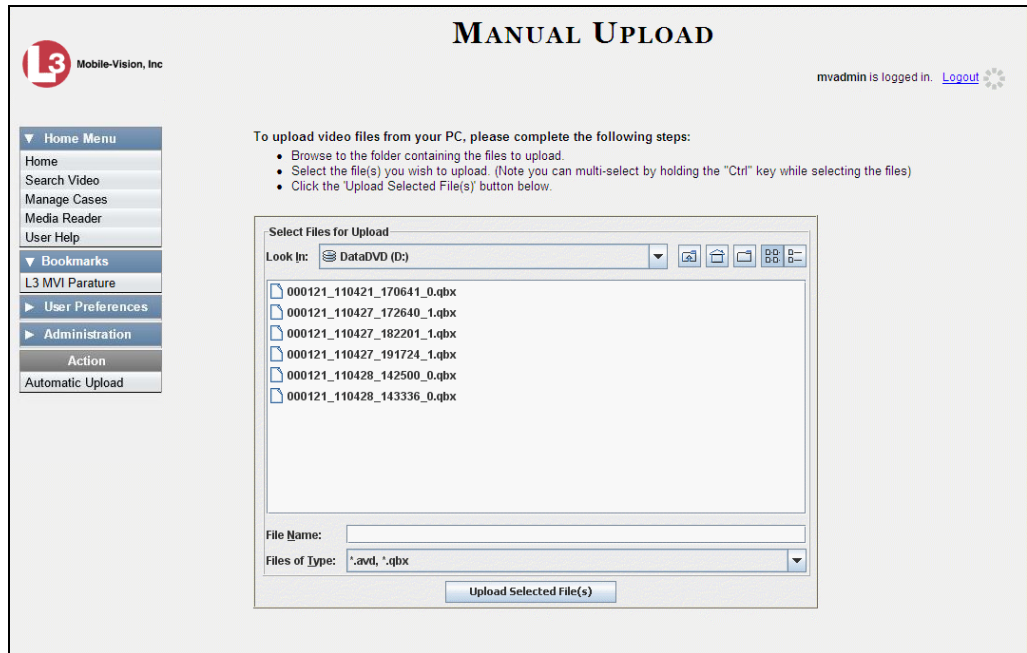 MANUAL UPLOAD
L3 Mobile-Vision, Inc
mvadmin is logged in. Logout
▼ Home Menu
Home
Search Video
Manage Cases
Media Reader
User Help
▼ Bookmarks
L3 MVI Parature
► User Preferences
► Administration
Action
Automatic Upload
To upload video files from your PC, please complete the following steps:
• Browse to the folder containing the files to upload.
• Select the file(s) you wish to upload. (Note you can multi-select by holding the "Ctrl" key while selecting the files)
• Click the 'Upload Selected File(s)' button below.
Select Files for Upload
Look In: DataDVD (D:)
000121_110421_170641_0.qbx
000121_110427_172640_1.qbx
000121_110427_182201_1.qbx
000121_110427_191724_1.qbx
000121_110428_142500_0.qbx
000121_110428_143336_0.qbx
File Name:
Files of Type: *.avd, *.qbx
Upload Selected File(s)